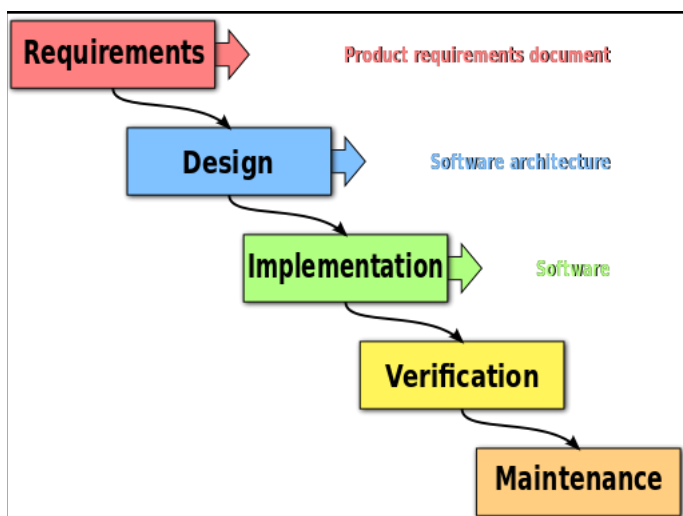 Requirements
Product requirements document
Design
Software architecture
Implementation
Software
Verification
Maintenance